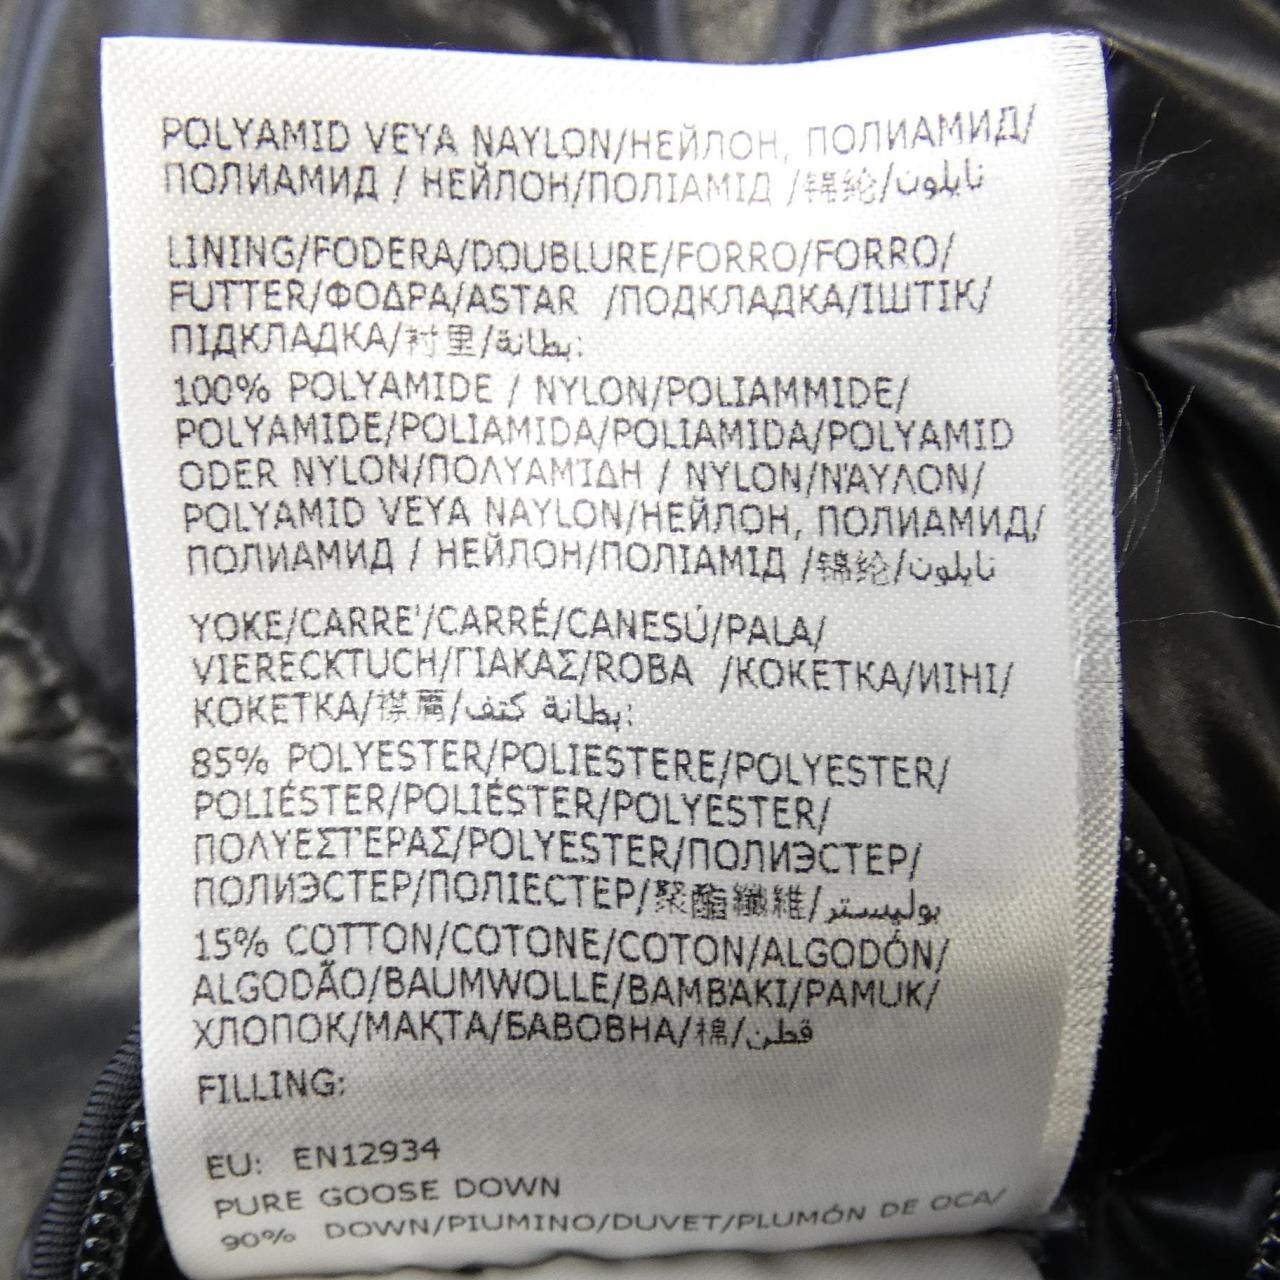 POLYAMID VEYA NAYLON/НЕЙЛОН, ПОЛИАМИД/
ПОЛИАМИД / НЕЙЛОН/ПОЛІАМІД /锦纶/نايلون
LINING/FODERA/DOUBLURE/FORRO/FORRO/
FUTTER/ΦΟΔΡΑ/ASTAR /ПОДКЛАДКА/ІШТІК/
ПІДКЛАДКА/衬里/بطانة:
100% POLYAMIDE / NYLON/POLIAMMIDE/
POLYAMIDE/POLIAMIDA/POLIAMIDA/POLYAMID
ODER NYLON/ΠΟΛΥΑΜΊΔΗ / NYLON/ΝΆΥΛΟΝ/
POLYAMID VEYA NAYLON/НЕЙЛОН, ПОЛИАМИД/
ПОЛИАМИД / НЕЙЛОН/ПОЛІАМІД /锦纶/نايلون
YOKE/CARRE'/CARRÉ/CANESÚ/PALA/
VIERECKTUCH/ΓΙΑΚΑΣ/ROBA /КОКЕТКА/ИІНІ/
КОКЕТКА/襟肩/بطانة كتف:
85% POLYESTER/POLIESTERE/POLYESTER/
POLIÉSTER/POLIÉSTER/POLYESTER/
ΠΟΛΥΕΣΤΈΡΑΣ/POLYESTER/ПОЛИЭСТЕР/
ПОЛИЭСТЕР/ПОЛІЕСТЕР/聚酯纖維/بوليستر
15% COTTON/COTONE/COTON/ALGODÓN/
ALGODÃO/BAUMWOLLE/ΒΑΜΒΆΚΙ/PAMUK/
ХЛОПОК/МАҚТА/БАВОВНА/棉/قطن
FILLING:
EU: EN12934
PURE GOOSE DOWN
90% DOWN/PIUMINO/DUVET/PLUMÓN DE OCA/